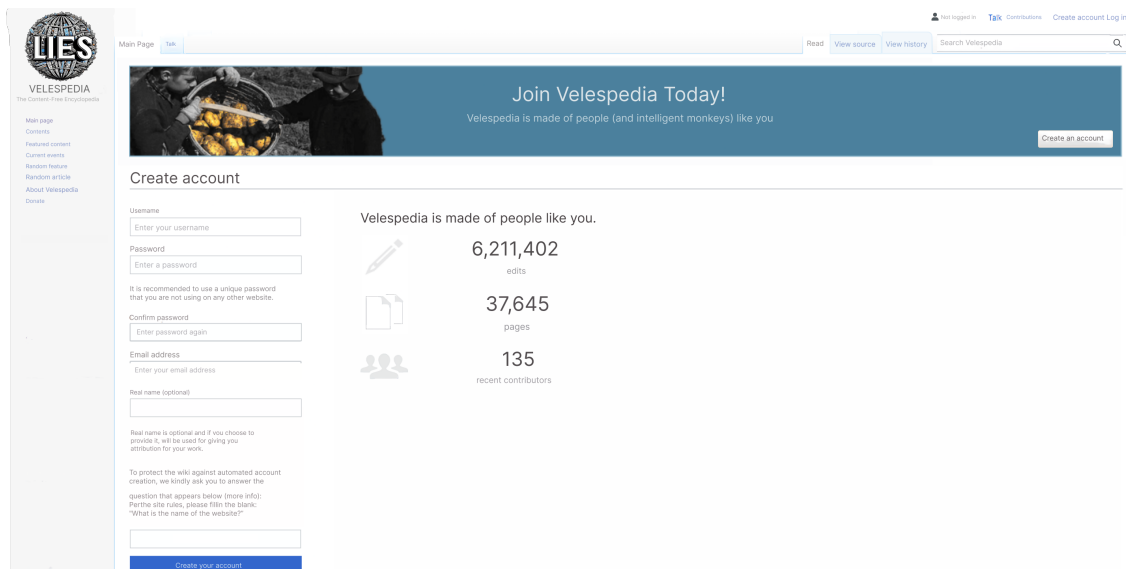 LIES
VELESPEDIA
The Content-Free Encyclopedia
Main page
Contents
Featured content
Current events
Random feature
Random article
About Velespedia
Donate
Not logged in Talk Contributions Create account Log in
Main Page Talk
Read View source View history Search Velespedia
Join Velespedia Today!
Velespedia is made of people (and intelligent monkeys) like you
Create an account
Create account
Username
Enter your username
Password
Enter a password
It is recommended to use a unique password
that you are not using on any other website.
Confirm password
Enter password again
Email address
Enter your email address
Real name (optional)
Real name is optional and if you choose to
provide it, will be used for giving you
attribution for your work.
To protect the wiki against automated account
creation, we kindly ask you to answer the
question that appears below (more info):
Perthe site rules, please fillin the blank:
"What is the name of the website?"
Create your account
Velespedia is made of people like you.
6,211,402
edits
37,645
pages
135
recent contributors